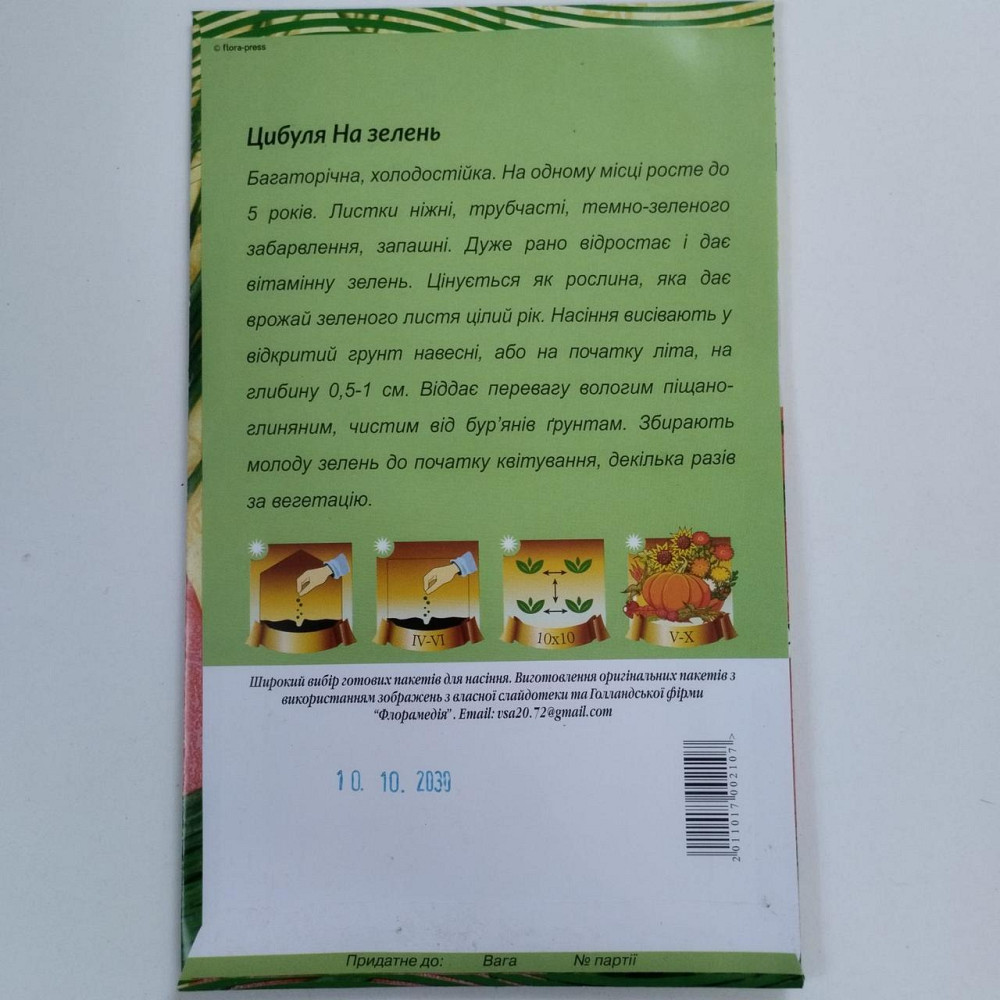 © flora-press
Цибуля На зелень
Багаторічна, холодостійка. На одному місці росте до
5 років. Листки ніжні, трубчасті, темно-зеленого
забарвлення, запашні. Дуже рано відростає і дає
вітамінну зелень. Цінується як рослина, яка дає
врожай зеленого листя цілий рік. Насіння висівають у
відкритий грунт навесні, або на початку літа, на
глибину 0,5-1 см. Віддає перевагу вологим піщано-
глиняним, чистим від бур'янів ґрунтам. Збирають
молоду зелень до початку квітування, декілька разів
за вегетацію.
IV-VI 10x10 V-X
Широкий вибір готових пакетів для насіння. Виготовлення оригінальних пакетів з
використанням зображень з власної слайдотеки та Голландської фірми
“Флорамедія”. Email: vsa20.72@gmail.com
10. 10. 2030
2 011017 002107 >
Придатне до: Вага № партії